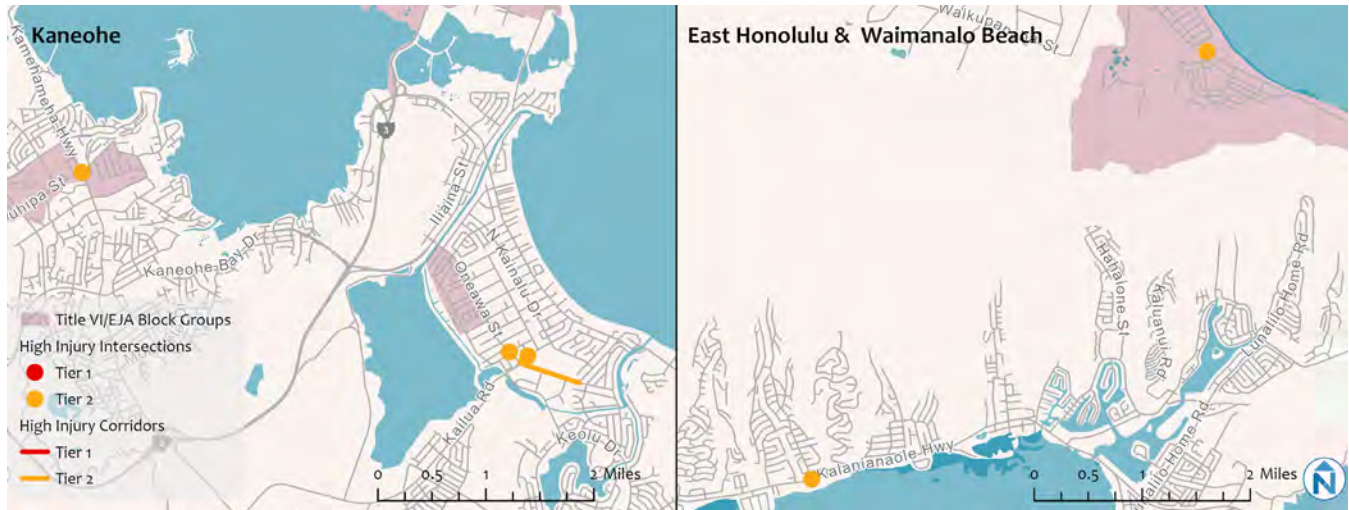 Kaneohe
Kamehameha Hwy
uhipa St
Kaneohe Bay Dr
3
Iliaina St
N Kainalu Dr
Oneawa St
Kailua Rd
Keolu Dr
Title VI/EJA Block Groups
High Injury Intersections
Tier 1
Tier 2
High Injury Corridors
Tier 1
Tier 2
0 0.5 1 2 Miles
East Honolulu & Waimanalo Beach
St
Hahaione St
Kaluanui Rd
Lunalilo Home Rd
Kalanianaole Hwy
alilo Home Rd
0 0.5 1 2 Miles
N